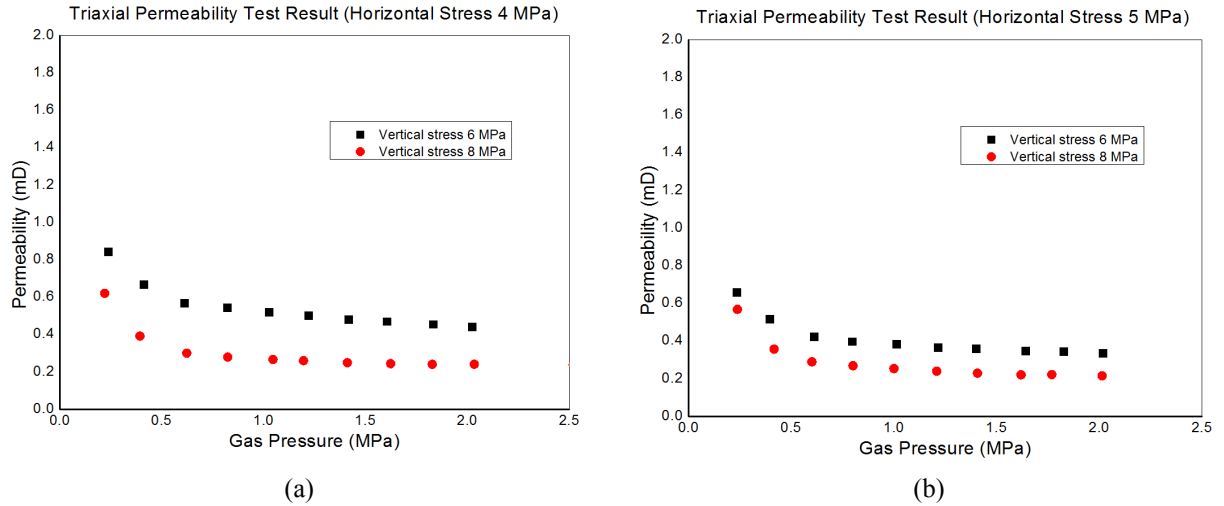 Triaxial Permeability Test Result (Horizontal Stress 4 MPa)
2.0
1.8
1.6
1.4
1.2
1.0
0.8
0.6
0.4
0.2
0.0
Permeability (mD)
Vertical stress 6 MPa
Vertical stress 8 MPa
0.0 0.5 1.0 1.5 2.0 2.5
Gas Pressure (MPa)
(a)
Triaxial Permeability Test Result (Horizontal Stress 5 MPa)
2.0
1.8
1.6
1.4
1.2
1.0
0.8
0.6
0.4
0.2
0.0
Permeability (mD)
Vertical stress 6 MPa
Vertical stress 8 MPa
0.0 0.5 1.0 1.5 2.0 2.5
Gas Pressure (MPa)
(b)